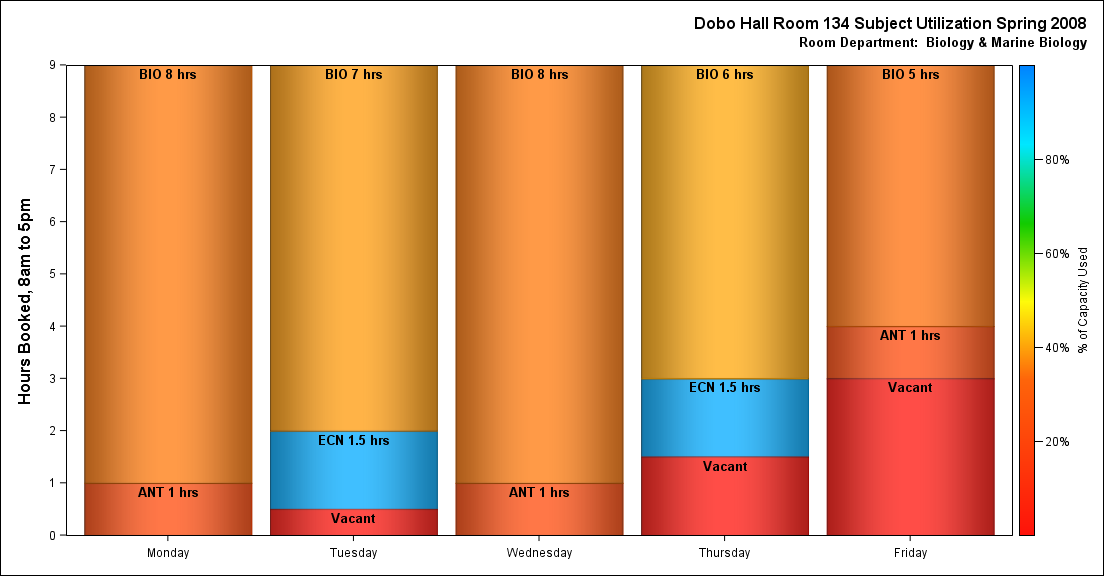 Dobo Hall Room 134 Subject Utilization Spring 2008
Room Department: Biology & Marine Biology
Hours Booked, 8am to 5pm
9
8
7
6
5
4
3
2
1
0
BIO 8 hrs
ANT 1 hrs
BIO 7 hrs
ECN 1.5 hrs
Vacant
BIO 8 hrs
ANT 1 hrs
BIO 6 hrs
ECN 1.5 hrs
Vacant
BIO 5 hrs
ANT 1 hrs
Vacant
Monday
Tuesday
Wednesday
Thursday
Friday
80%
60%
40%
20%
% of Capacity Used